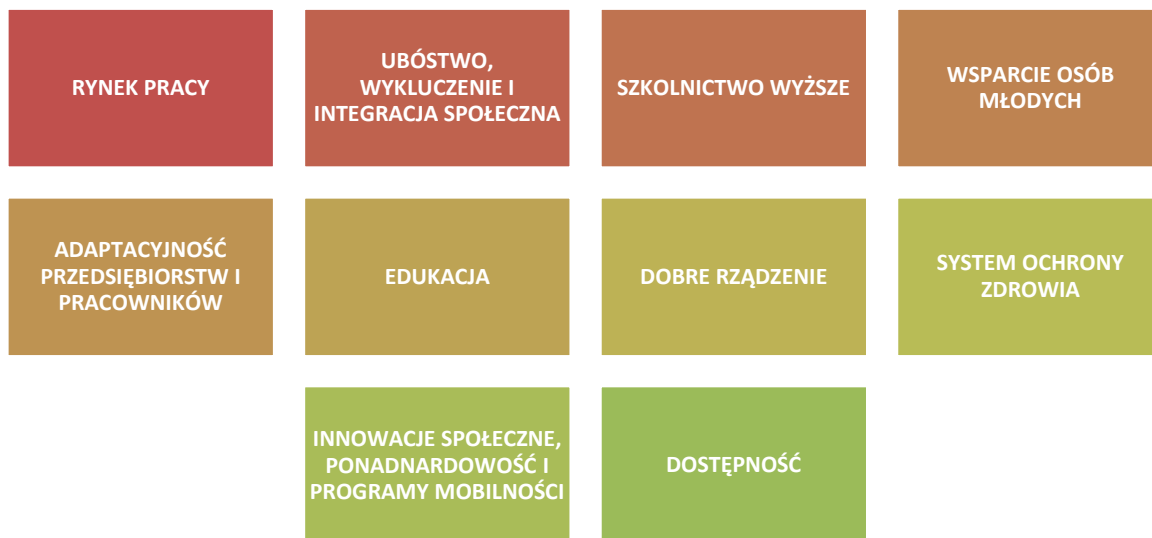 RYNEK PRACY
UBÓSTWO,
WYKLUCZENIE I
INTEGRACJA SPOŁECZNA
SZKOLNICTWO WYŻSZE
WSPARCIE OSÓB
MŁODYCH
ADAPTACYJNOŚĆ
PRZEDSIĘBIORSTW I
PRACOWNIKÓW
EDUKACJA
DOBRE RZĄDZENIE
SYSTEM OCHRONY
ZDROWIA
INNOWACJE SPOŁECZNE,
PONADNARDOWOŚĆ I
PROGRAMY MOBILNOŚCI
DOSTĘPNOŚĆ